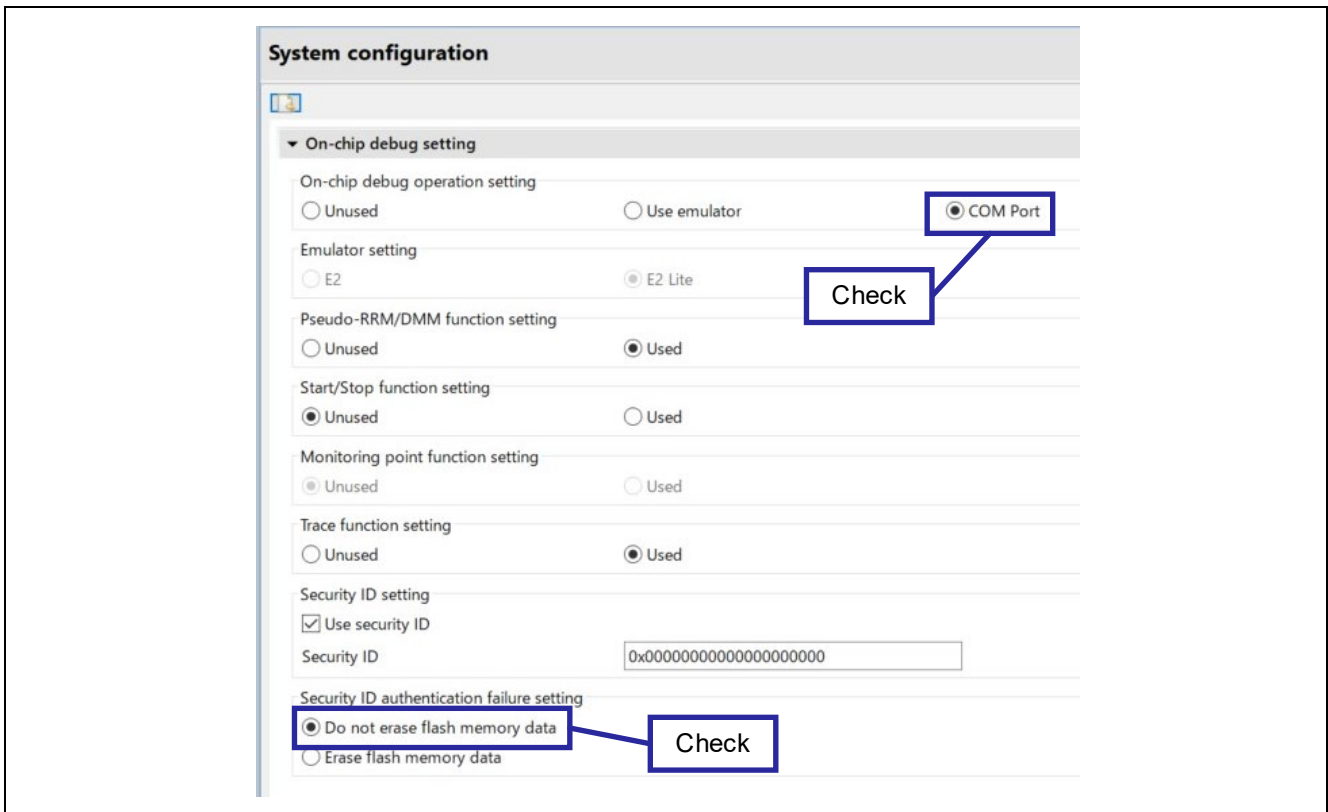 System configuration
On-chip debug setting
On-chip debug operation setting
Unused Use emulator COM Port
Emulator setting
E2 E2 Lite
Check
Pseudo-RRM/DMM function setting
Unused Used
Start/Stop function setting
Unused Used
Monitoring point function setting
Unused Used
Trace function setting
Unused Used
Security ID setting
Use security ID
Security ID 0x00000000000000000000
Security ID authentication failure setting
Do not erase flash memory data
Check
Erase flash memory data